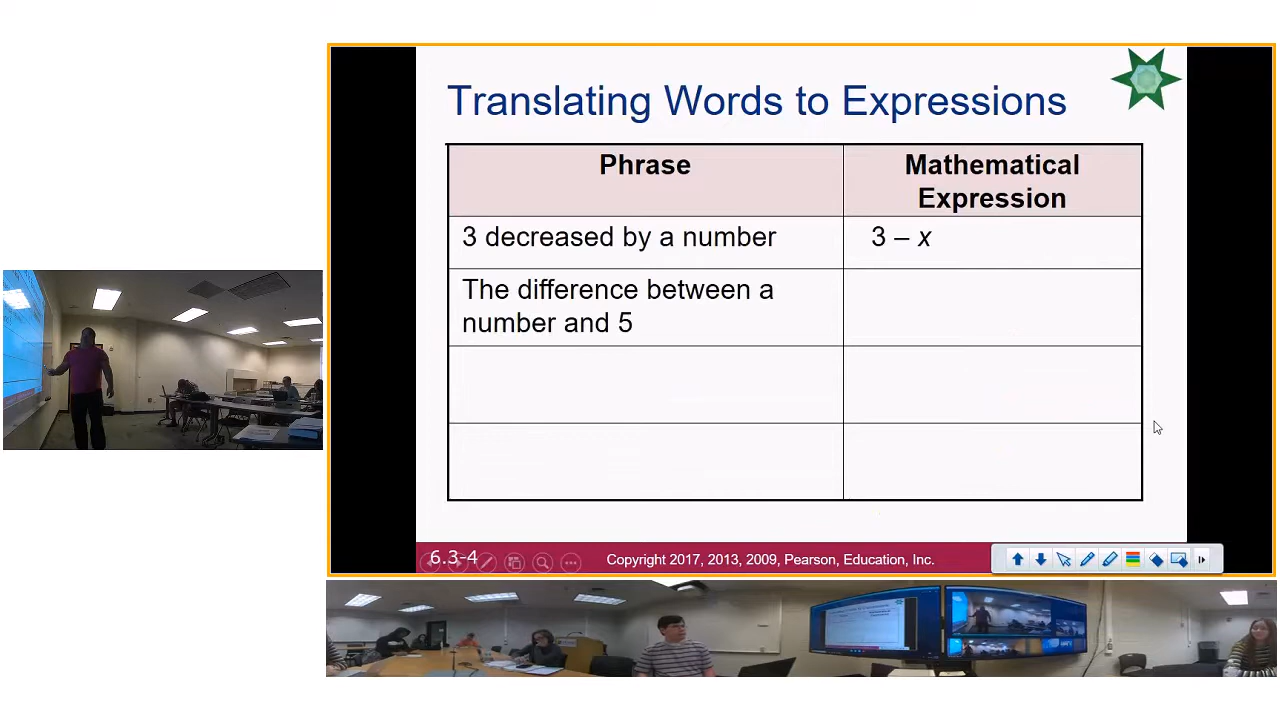 Translating Words to Expressions
Phrase
Mathematical
Expression
3 decreased by a number
3 – x
The difference between a
number and 5
6.3-4
Copyright 2017, 2013, 2009, Pearson, Education, Inc.